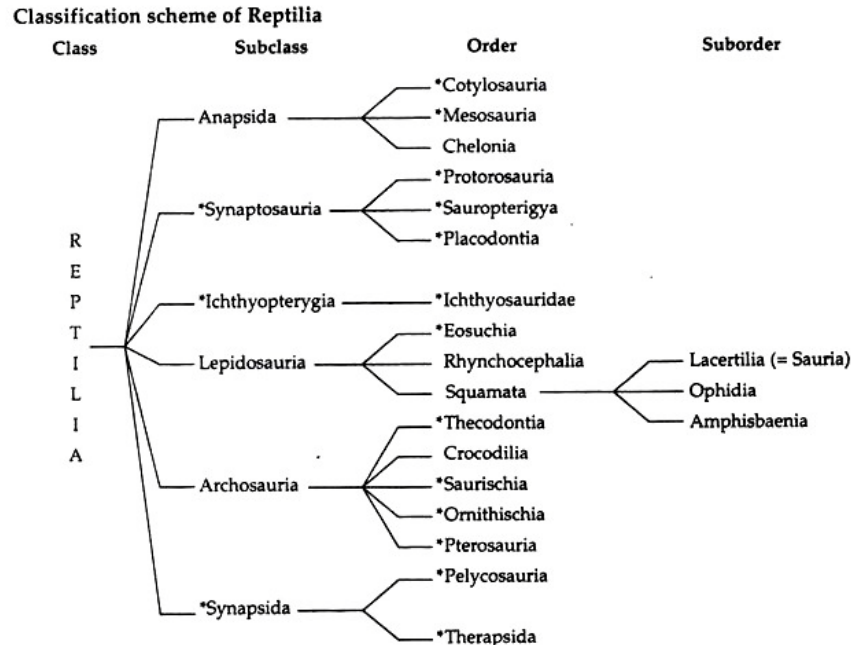 Classification scheme of Reptilia
Class Subclass Order Suborder
*Cotylosauria
Anapsida *Mesosauria
Chelonia
*Protorosauria
*Synaptosauria *Sauropterigya
*Placodontia
*Ichthyopterygia *Ichthyosauridae
*Eosuchia
Lepidosauria Rhynchocephalia Lacertilia (= Sauria)
Squamata Ophidia
Amphisbaenia
*Thecodontia
Crocodilia
Archosauria *Saurischia
*Ornithischia
*Pterosauria
*Pelycosauria
*Synapsida
*Therapsida
R
E
P
T
I
L
I
A